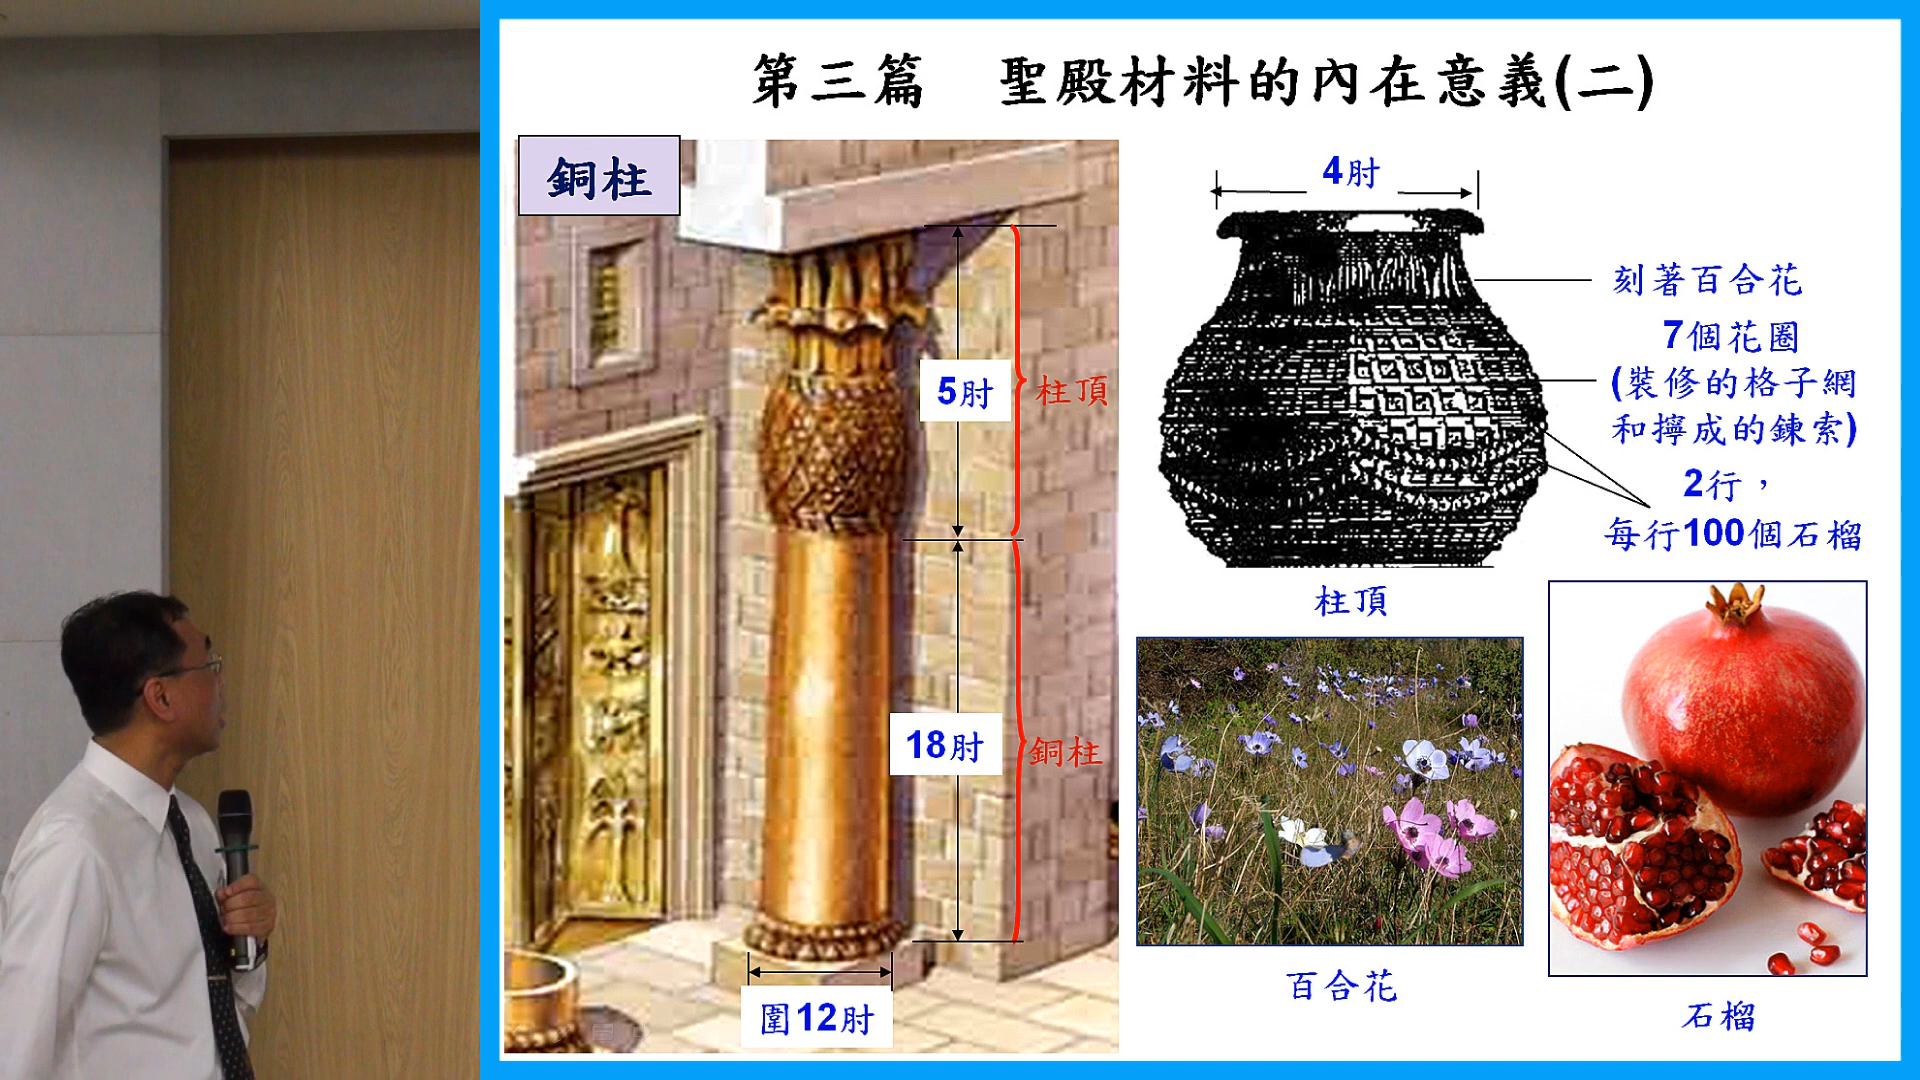 第三篇 聖殿材料的內在意義(二)
銅柱
5肘
柱頂
18肘
銅柱
圍12肘
4肘
刻著百合花
7個花圈
(裝修的格子網
和擰成的鍊索)
2行，
每行100個石榴
柱頂
百合花
石榴